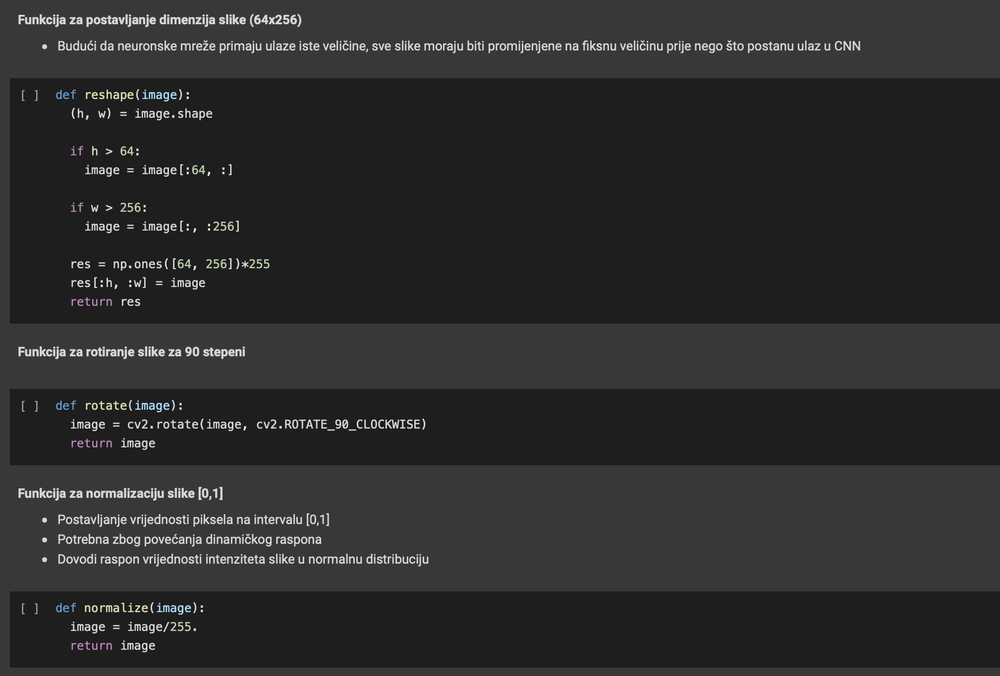 Funkcija za postavljanje dimenzija slike (64x256)
• Budući da neuronske mreže primaju ulaze iste veličine, sve slike moraju biti promijenjene na fiksnu veličinu prije nego što postanu ulaz u CNN
[ ] def reshape(image):
(h, w) = image.shape
if h > 64:
image = image[:64, :]
if w > 256:
image = image[:, :256]
res = np.ones([64, 256])*255
res[:h, :w] = image
return res
Funkcija za rotiranje slike za 90 stepeni
[ ] def rotate(image):
image = cv2.rotate(image, cv2.ROTATE_90_CLOCKWISE)
return image
Funkcija za normalizaciju slike [0,1]
• Postavljanje vrijednosti piksela na intervalu [0,1]
• Potrebna zbog povećanja dinamičkog raspona
• Dovodi raspon vrijednosti intenziteta slike u normalnu distribuciju
[ ] def normalize(image):
image = image/255.
return image